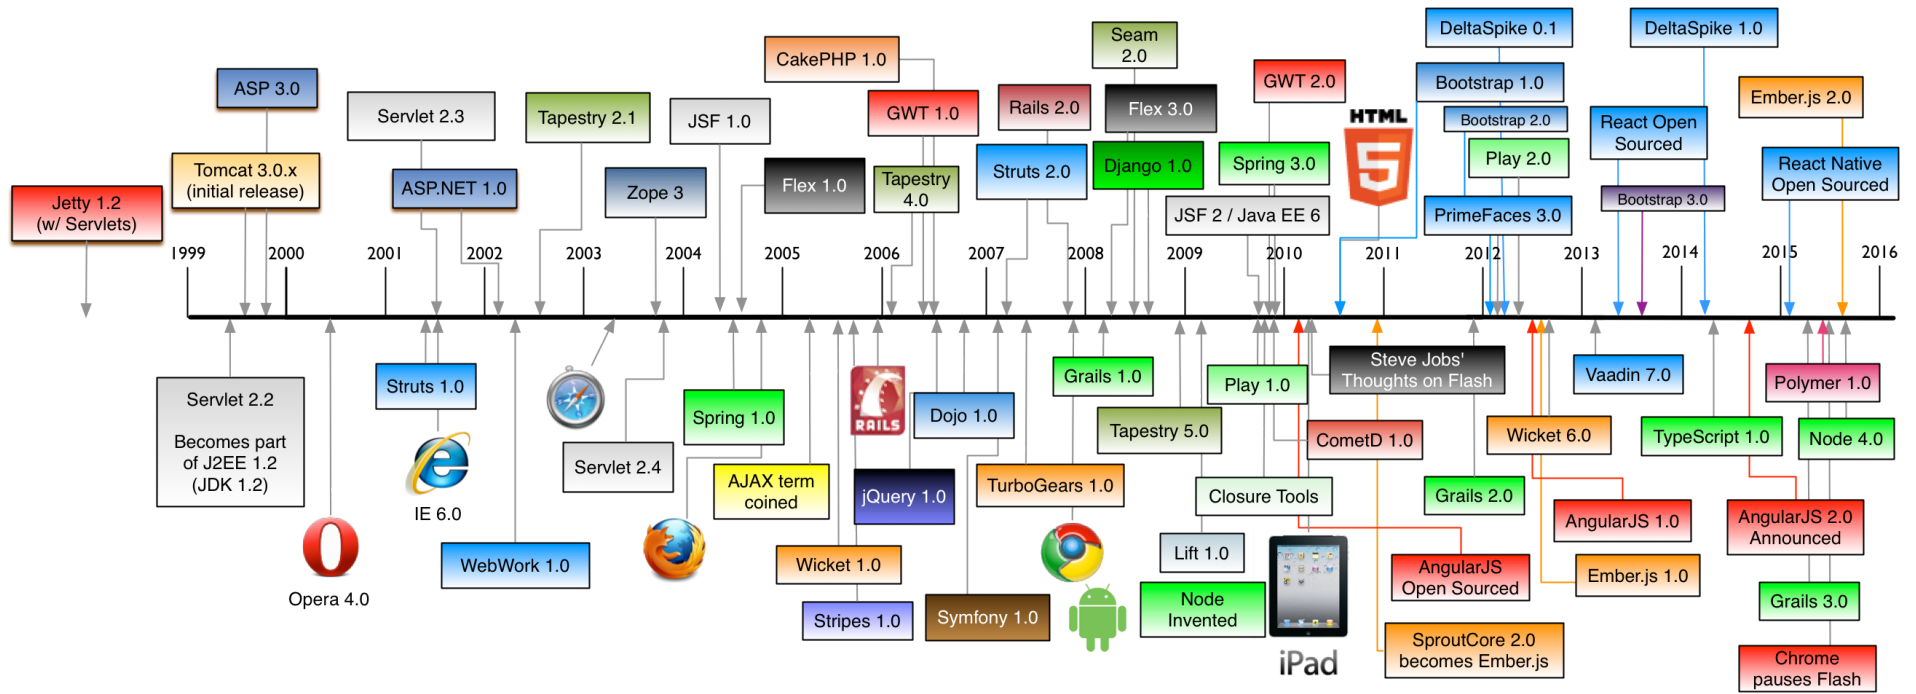 DeltaSpike 0.1
DeltaSpike 1.0
Seam
2.0
CakePHP 1.0
GWT 2.0
Bootstrap 1.0
ASP 3.0
Ember.js 2.0
Servlet 2.3
Tapestry 2.1
JSF 1.0
GWT 1.0
Rails 2.0
Flex 3.0
HTML
5
Bootstrap 2.0
React Open
Sourced
Tomcat 3.0.x
(initial release)
Struts 2.0
Django 1.0
Spring 3.0
Play 2.0
React Native
Open Sourced
ASP.NET 1.0
Zope 3
Flex 1.0
Tapestry
4.0
Jetty 1.2
(w/ Servlets)
JSF 2 / Java EE 6
PrimeFaces 3.0
Bootstrap 3.0
1999
2000
2001
2002
2003
2004
2005
2006
2007
2008
2009
2010
2011
2012
2013
2014
2015
2016
Servlet 2.2
Becomes part
of J2EE 1.2
(JDK 1.2)
Struts 1.0
Spring 1.0
RAILS
Dojo 1.0
Grails 1.0
Play 1.0
Steve Jobs'
Thoughts on Flash
Vaadin 7.0
Polymer 1.0
Tapestry 5.0
CometD 1.0
Wicket 6.0
TypeScript 1.0
Node 4.0
Servlet 2.4
IE 6.0
AJAX term
coined
jQuery 1.0
TurboGears 1.0
Closure Tools
Grails 2.0
AngularJS 1.0
AngularJS 2.0
Announced
Opera 4.0
WebWork 1.0
Wicket 1.0
Lift 1.0
AngularJS
Open Sourced
Ember.js 1.0
Stripes 1.0
Symfony 1.0
Node
Invented
Grails 3.0
iPad
SproutCore 2.0
becomes Ember.js
Chrome
pauses Flash